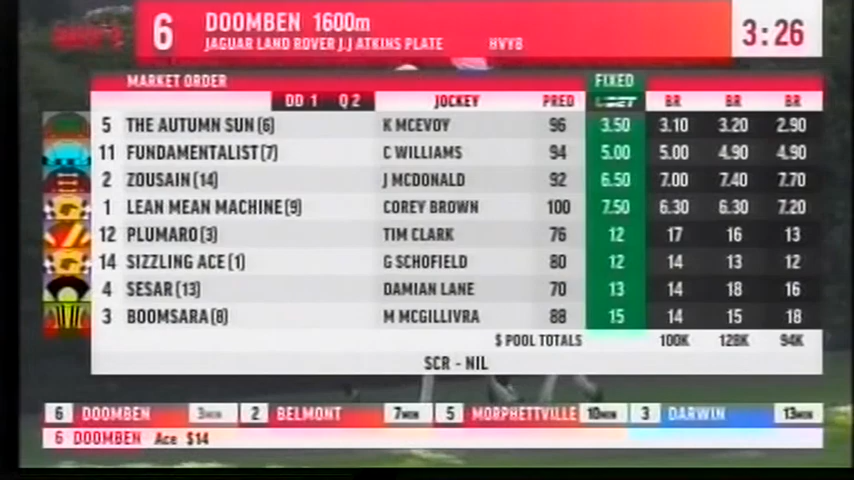 6 DOOMBEN 1600m 3:26
JAGUAR LAND ROVER J.J ATKINS PLATE HVY8
MARKET ORDER FIXED
DD 1 Q 2 JOCKEY PRED BR BR BR
5 THE AUTUMN SUN(6) K MCEVOY 96 3.50 3.10 3.20 2.90
11 FUNDAMENTALIST(7) C WILLIAMS 94 5.00 5.00 4.90 4.90
2 ZOUSAIN(14) J MCDONALD 92 6.50 7.00 7.40 7.70
1 LEAN MEAN MACHINE(9) COREY BROWN 100 7.50 6.30 6.30 7.20
12 PLUMARO(3) TIM CLARK 76 12 17 16 13
14 SIZZLING ACE(1) G SCHOFIELD 80 12 14 13 12
4 SESAR(13) DAMIAN LANE 70 13 14 18 16
3 BOOMSARA(8) M MCGILLIVRA 88 15 14 15 18
$ POOL TOTALS 100K 128K 94K
SCR - NIL
6 DOOMBEN 3MIN 2 BELMONT 7MIN 5 MORPHETTVILLE 10MIN 3 DARWIN 13MIN
6 DOOMBEN Ace $14